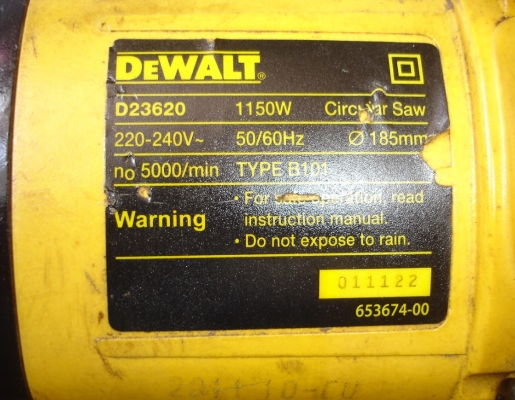 DEWALT®
D23620 1150W Circular Saw
220-240V~ 50/60Hz Ø 185mm
no 5000/min TYPE B101
Warning
• For safe operation, read
instruction manual.
• Do not expose to rain.
011122
653674-00